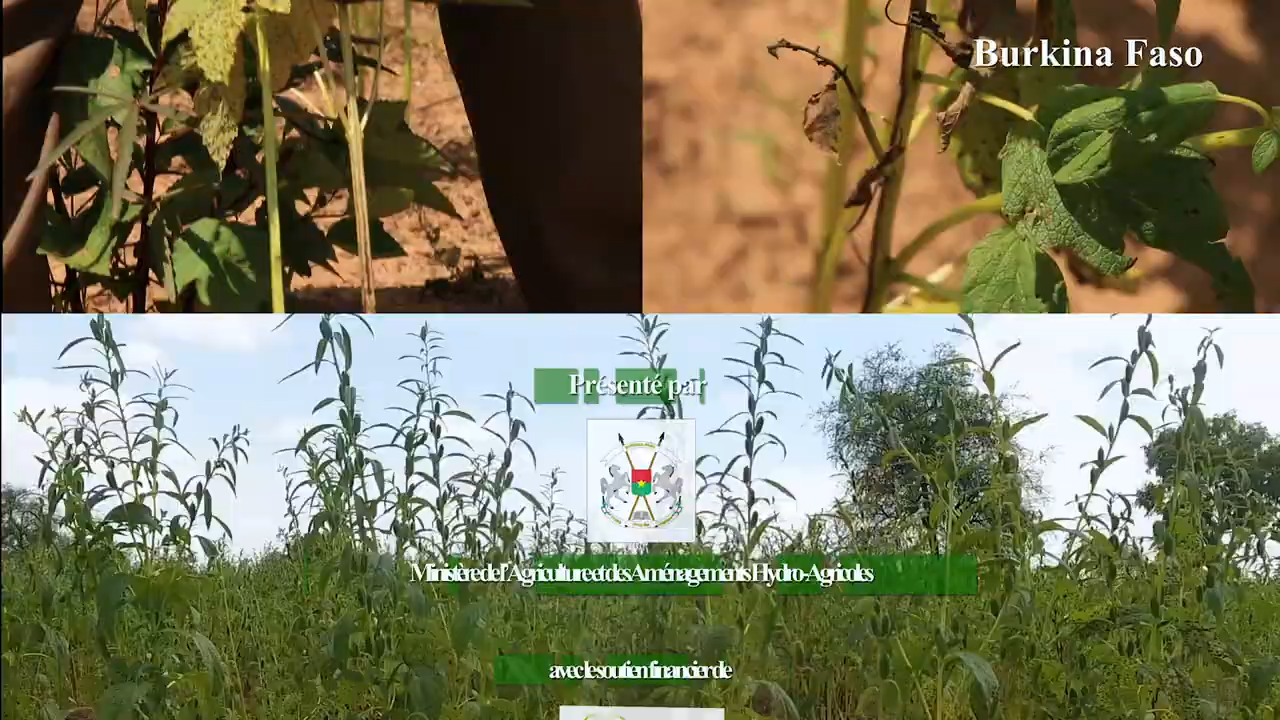 Burkina Faso
Présenté par
Ministère de l'Agriculture et des Aménagements Hydro-Agricoles
avec le soutien financier de